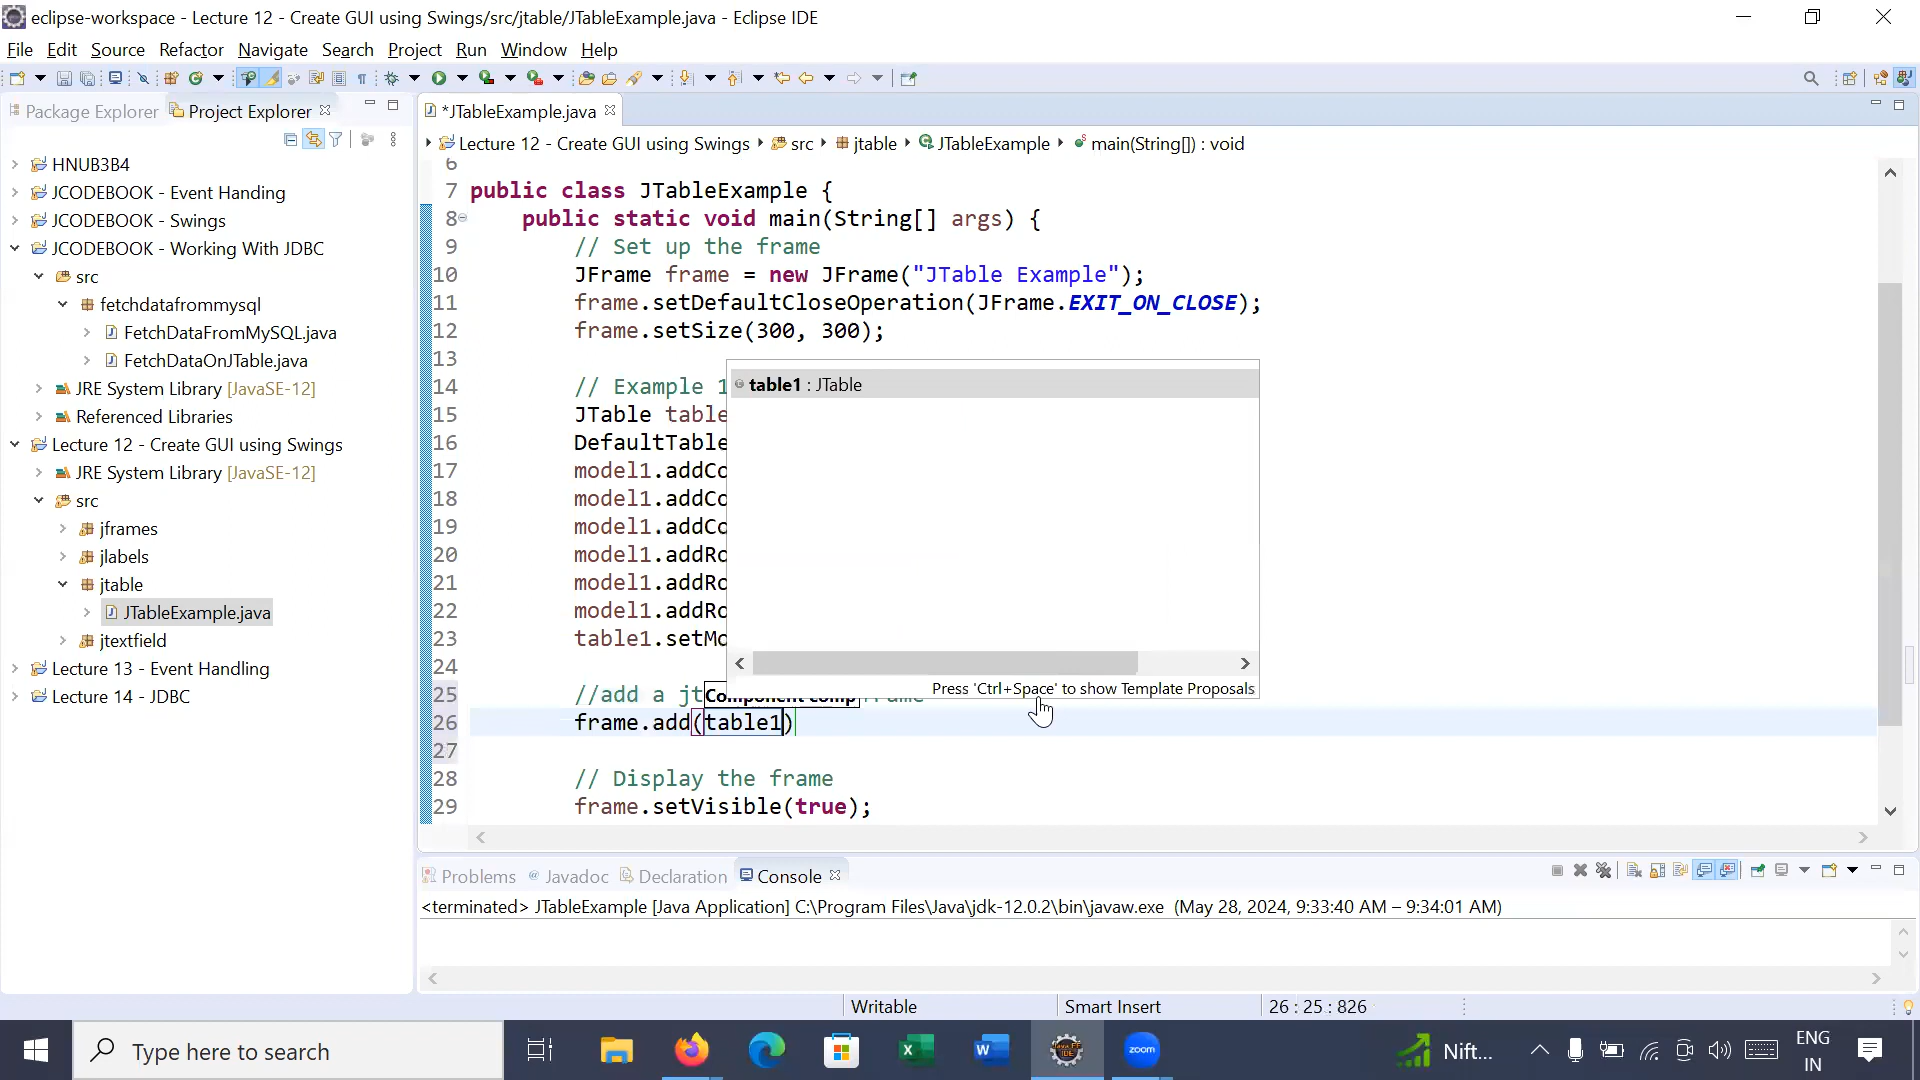 eclipse-workspace - Lecture 12 - Create GUI using Swings/src/jtable/JTableExample.java - Eclipse IDE
File Edit Source Refactor Navigate Search Project Run Window Help
Package Explorer Project Explorer
*JTableExample.java
Lecture 12 - Create GUI using Swings src jtable JTableExample main(String[]) : void
HNUB3B4
JCODEBOOK - Event Handing
JCODEBOOK - Swings
JCODEBOOK - Working With JDBC
src
fetchdatafrommysql
FetchDataFromMySQL.java
FetchDataOnJTable.java
JRE System Library [JavaSE-12]
Referenced Libraries
Lecture 12 - Create GUI using Swings
JRE System Library [JavaSE-12]
src
jframes
jlabels
jtable
JTableExample.java
jtextfield
Lecture 13 - Event Handling
Lecture 14 - JDBC
6
7 public class JTableExample {
8 public static void main(String[] args) {
9 // Set up the frame
10 JFrame frame = new JFrame("JTable Example");
11 frame.setDefaultCloseOperation(JFrame.EXIT_ON_CLOSE);
12 frame.setSize(300, 300);
13
14 // Example 1
15 JTable table
16 DefaultTable
17 model1.addCo
18 model1.addCo
19 model1.addCo
20 model1.addRo
21 model1.addRo
22 model1.addRo
23 table1.setMo
24
25 //add a jt
26 frame.add(table1)
27
28 // Display the frame
29 frame.setVisible(true);
table1 : JTable
Press 'Ctrl+Space' to show Template Proposals
Component comp
frame
Problems Javadoc Declaration Console
<terminated> JTableExample [Java Application] C:\Program Files\Java\jdk-12.0.2\bin\javaw.exe (May 28, 2024, 9:33:40 AM – 9:34:01 AM)
Writable Smart Insert 26 : 25 : 826
Type here to search
zoom
Nift...
ENG
IN